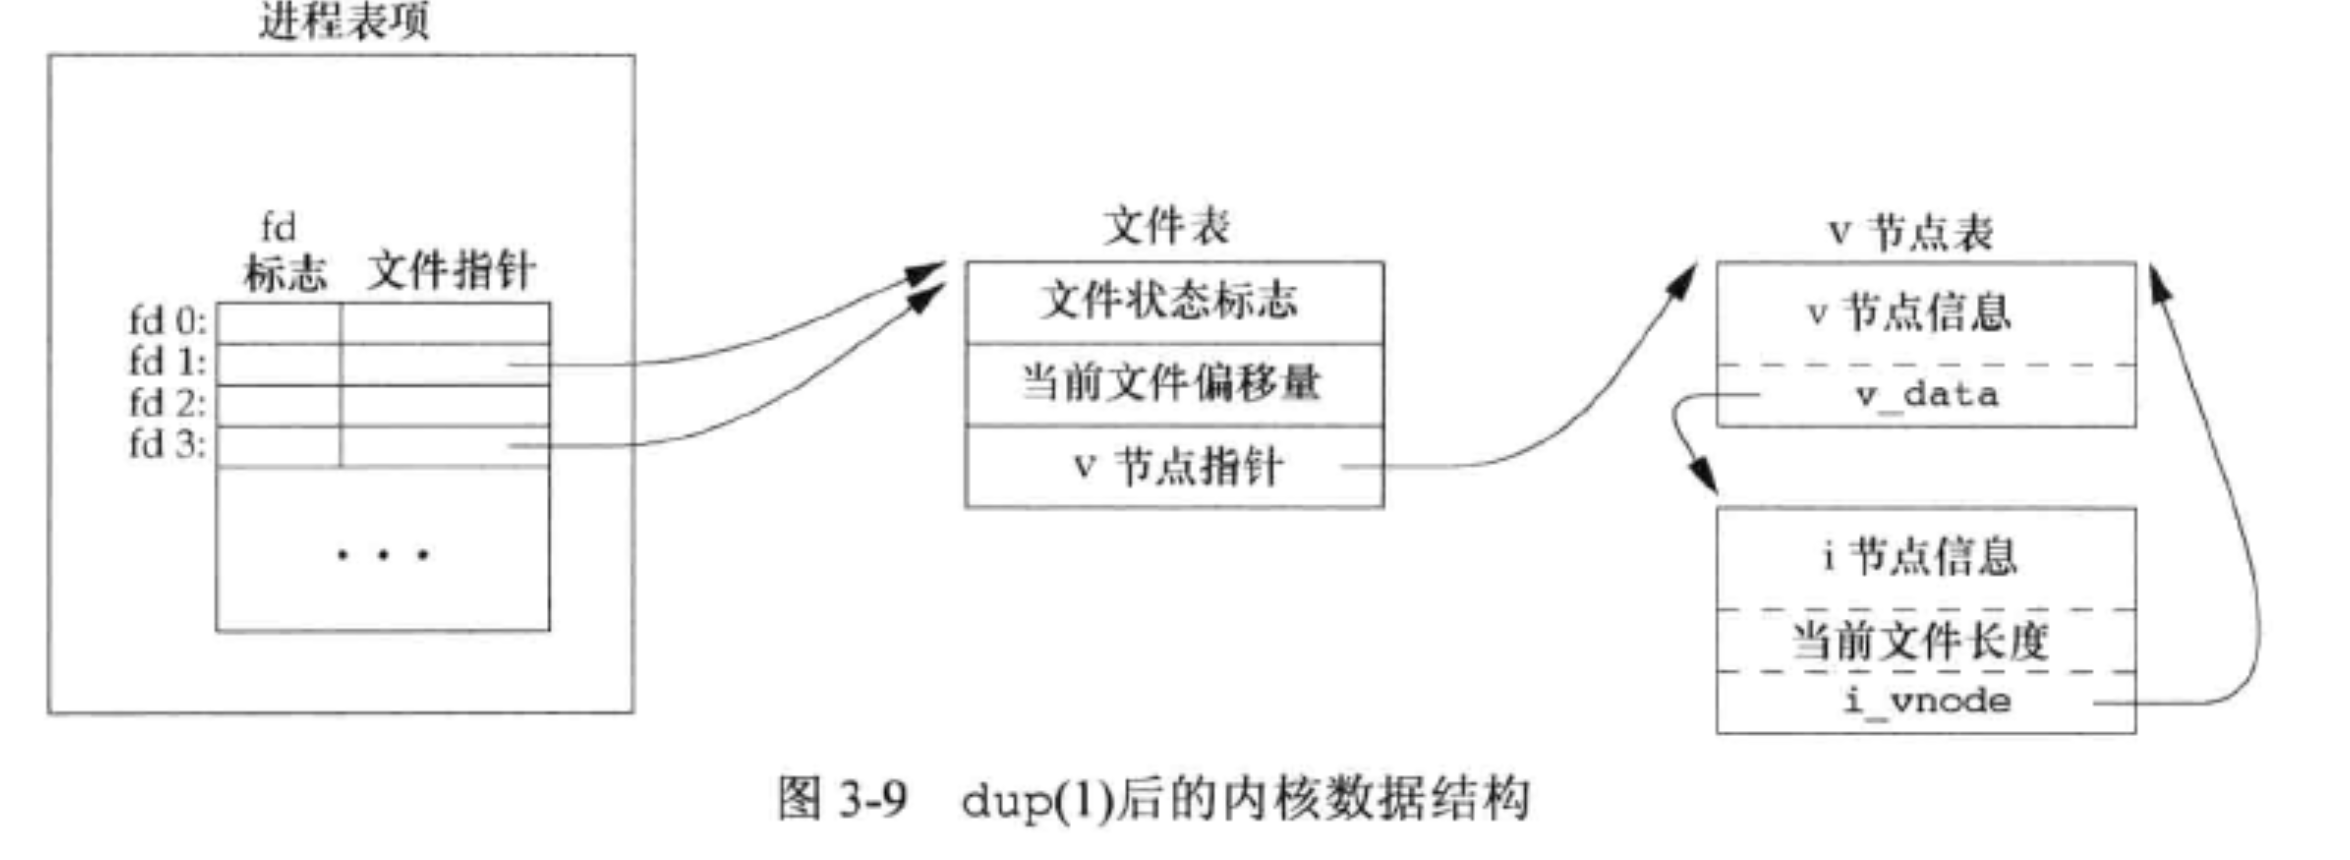 进程表项
fd
标志 文件指针
fd 0:
fd 1:
fd 2:
fd 3:
• • •
文件表
文件状态标志
当前文件偏移量
v 节点指针
v 节点表
v 节点信息
v_data
i 节点信息
当前文件长度
i_vnode
图 3-9 dup(1)后的内核数据结构